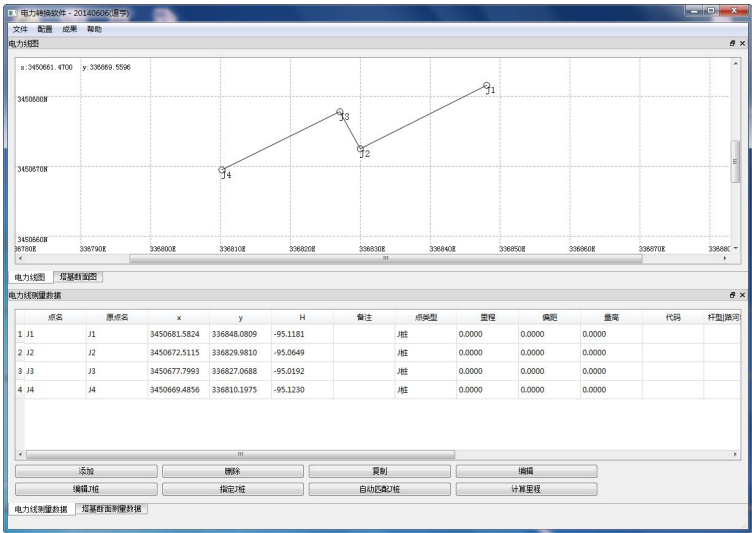 电力转换软件 - 20140606(道亨)
文件 配置 成果 帮助
电力线图
x:3450661.4700 y:336869.5596
3450680N
3450670N
3450660N
J1
J3
J2
J4
36780E 336790E 336800E 336810E 336820E 336830E 336840E 336850E 336860E 336870E 33688
电力线图 塔基断面图
电力线测量数据
点名 原点名 x y H 备注 点类型 里程 偏距 量高 代码 杆型[路河
1 J1 J1 3450681.5824 336848.0809 -95.1181 J桩 0.0000 0.0000 0.0000
2 J2 J2 3450672.5115 336829.9810 -95.0649 J桩 0.0000 0.0000 0.0000
3 J3 J3 3450677.7993 336827.0688 -95.0192 J桩 0.0000 0.0000 0.0000
4 J4 J4 3450669.4856 336810.1975 -95.1230 J桩 0.0000 0.0000 0.0000
添加 删除 复制 编辑
编辑J桩 指定J桩 自动匹配J桩 计算里程
电力线测量数据 塔基断面测量数据